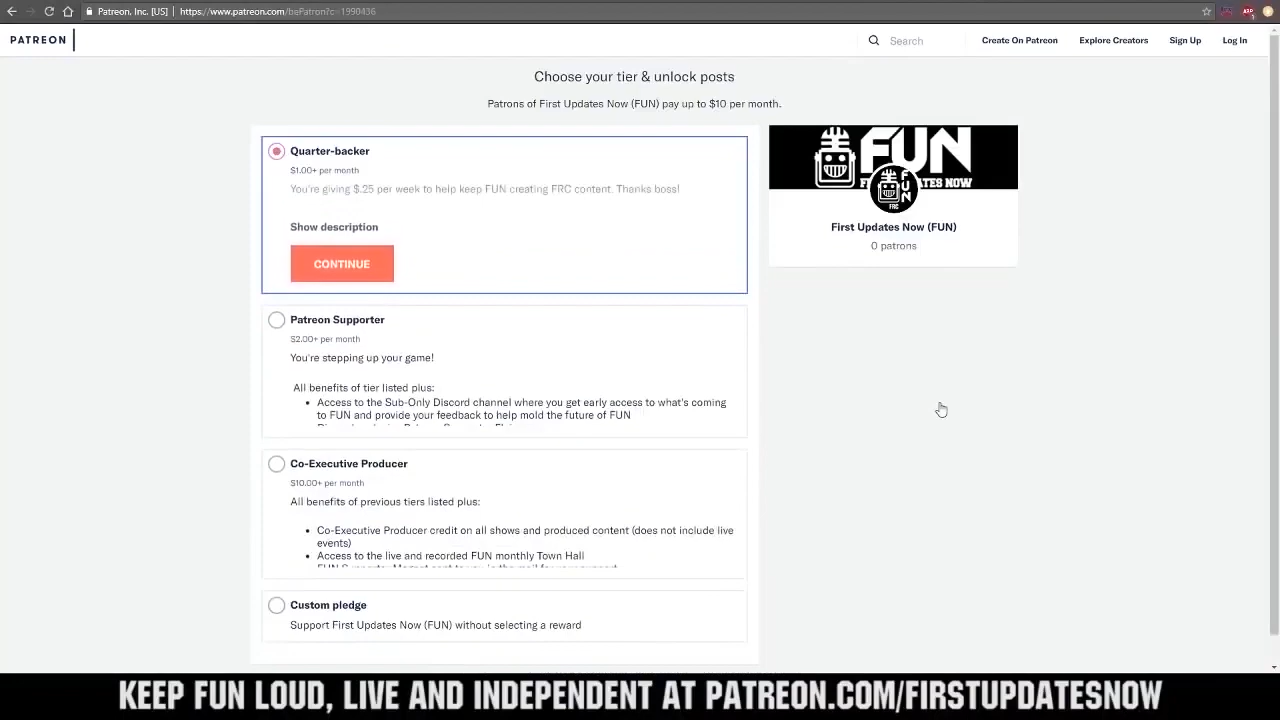 Patreon, Inc. [US] | https://www.patreon.com/bePatron?c=1990436
PATREON
Search
Create On Patreon
Explore Creators
Sign Up
Log In
Choose your tier & unlock posts
Patrons of First Updates Now (FUN) pay up to $10 per month.
Quarter-backer
$1.00+ per month
You're giving $.25 per week to help keep FUN creating FRC content. Thanks boss!
Show description
CONTINUE
Patreon Supporter
$2.00+ per month
You're stepping up your game!
All benefits of tier listed plus:
• Access to the Sub-Only Discord channel where you get early access to what's coming
to FUN and provide your feedback to help mold the future of FUN
Co-Executive Producer
$10.00+ per month
All benefits of previous tiers listed plus:
• Co-Executive Producer credit on all shows and produced content (does not include live
events)
• Access to the live and recorded FUN monthly Town Hall
Custom pledge
Support First Updates Now (FUN) without selecting a reward
FUN
FUN
FRC
First Updates Now (FUN)
0 patrons
KEEP FUN LOUD, LIVE AND INDEPENDENT AT PATREON.COM/FIRSTUPDATESNOW